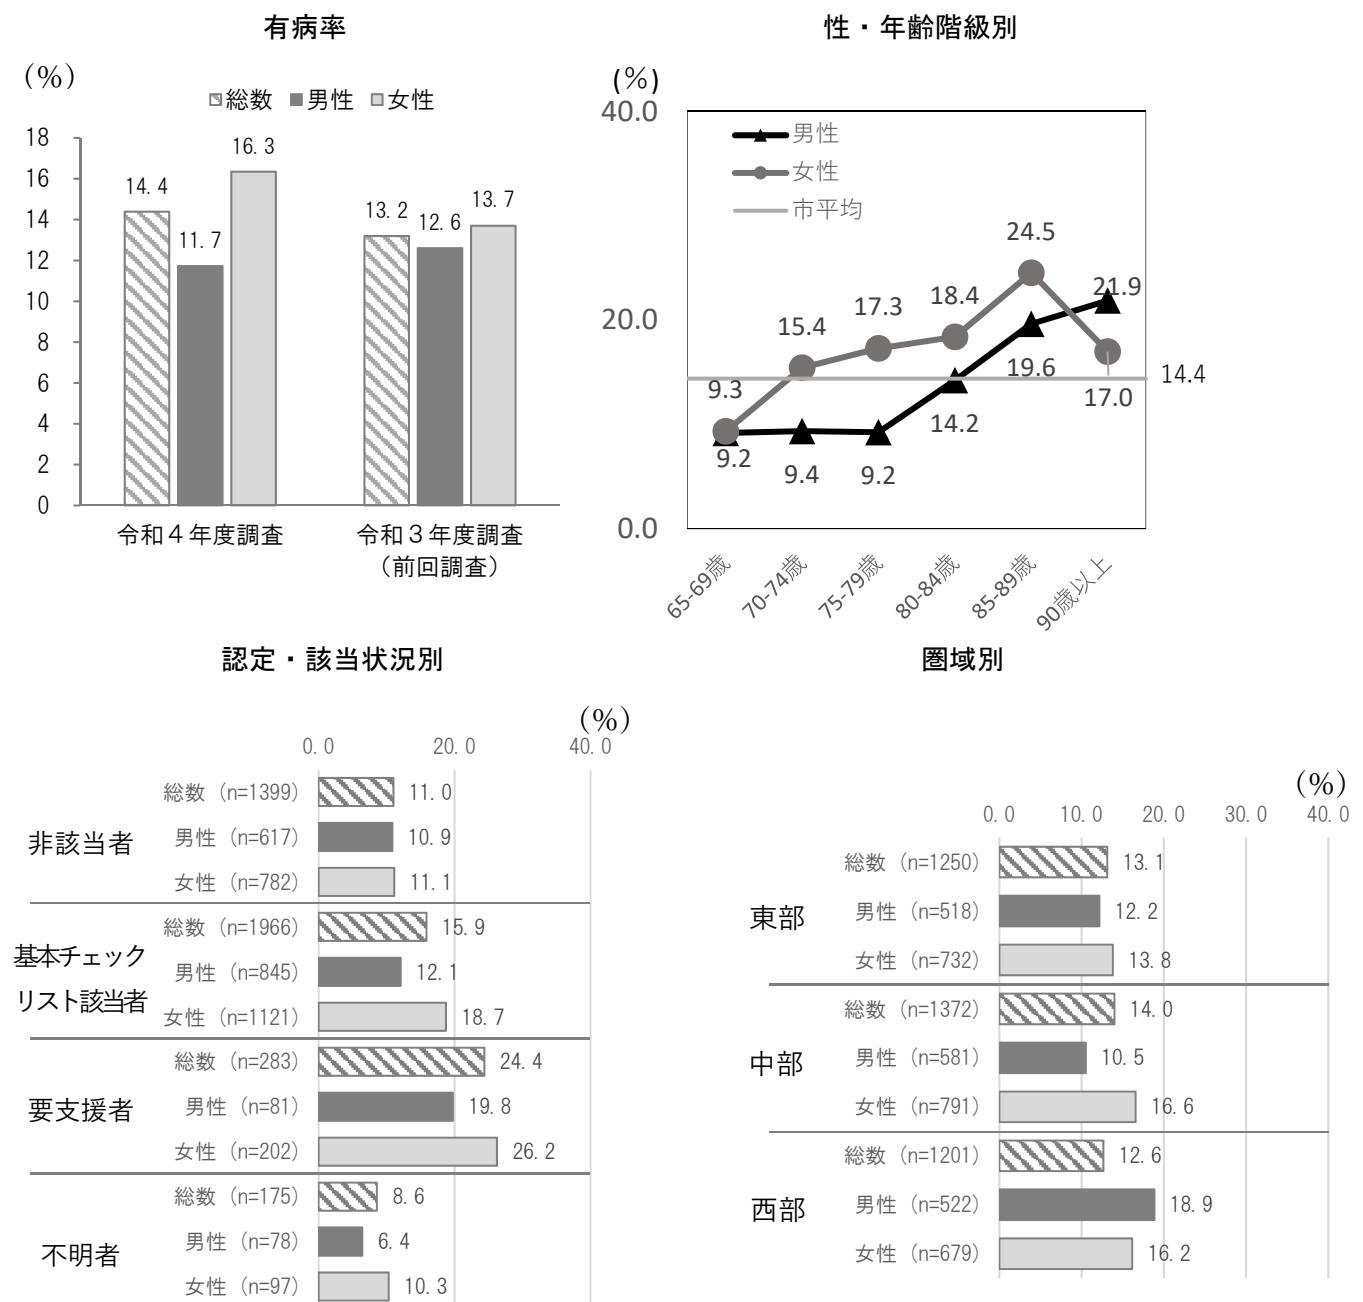 有病率
(%)
総数 男性 女性
18
16
14
12
10
8
6
4
2
0
14.4
11.7
16.3
13.2
12.6
13.7
令和４年度調査
令和３年度調査
（前回調査）
性・年齢階級別
(%)
40.0
20.0
0.0
男性
女性
市平均
9.3
15.4
17.3
18.4
24.5
21.9
9.2
9.4
9.2
14.2
19.6
17.0
14.4
65-69歳
70-74歳
75-79歳
80-84歳
85-89歳
90歳以上
認定・該当状況別
(%)
0.0 20.0 40.0
非該当者
総数（n=1399） 11.0
男性（n=617） 10.9
女性（n=782） 11.1
基本チェック
リスト該当者
総数（n=1966） 15.9
男性（n=845） 12.1
女性（n=1121） 18.7
要支援者
総数（n=283） 24.4
男性（n=81） 19.8
女性（n=202） 26.2
不明者
総数（n=175） 8.6
男性（n=78） 6.4
女性（n=97） 10.3
圏域別
(%)
0.0 10.0 20.0 30.0 40.0
東部
総数（n=1250） 13.1
男性（n=518） 12.2
女性（n=732） 13.8
中部
総数（n=1372） 14.0
男性（n=581） 10.5
女性（n=791） 16.6
西部
総数（n=1201） 12.6
男性（n=522） 18.9
女性（n=679） 16.2